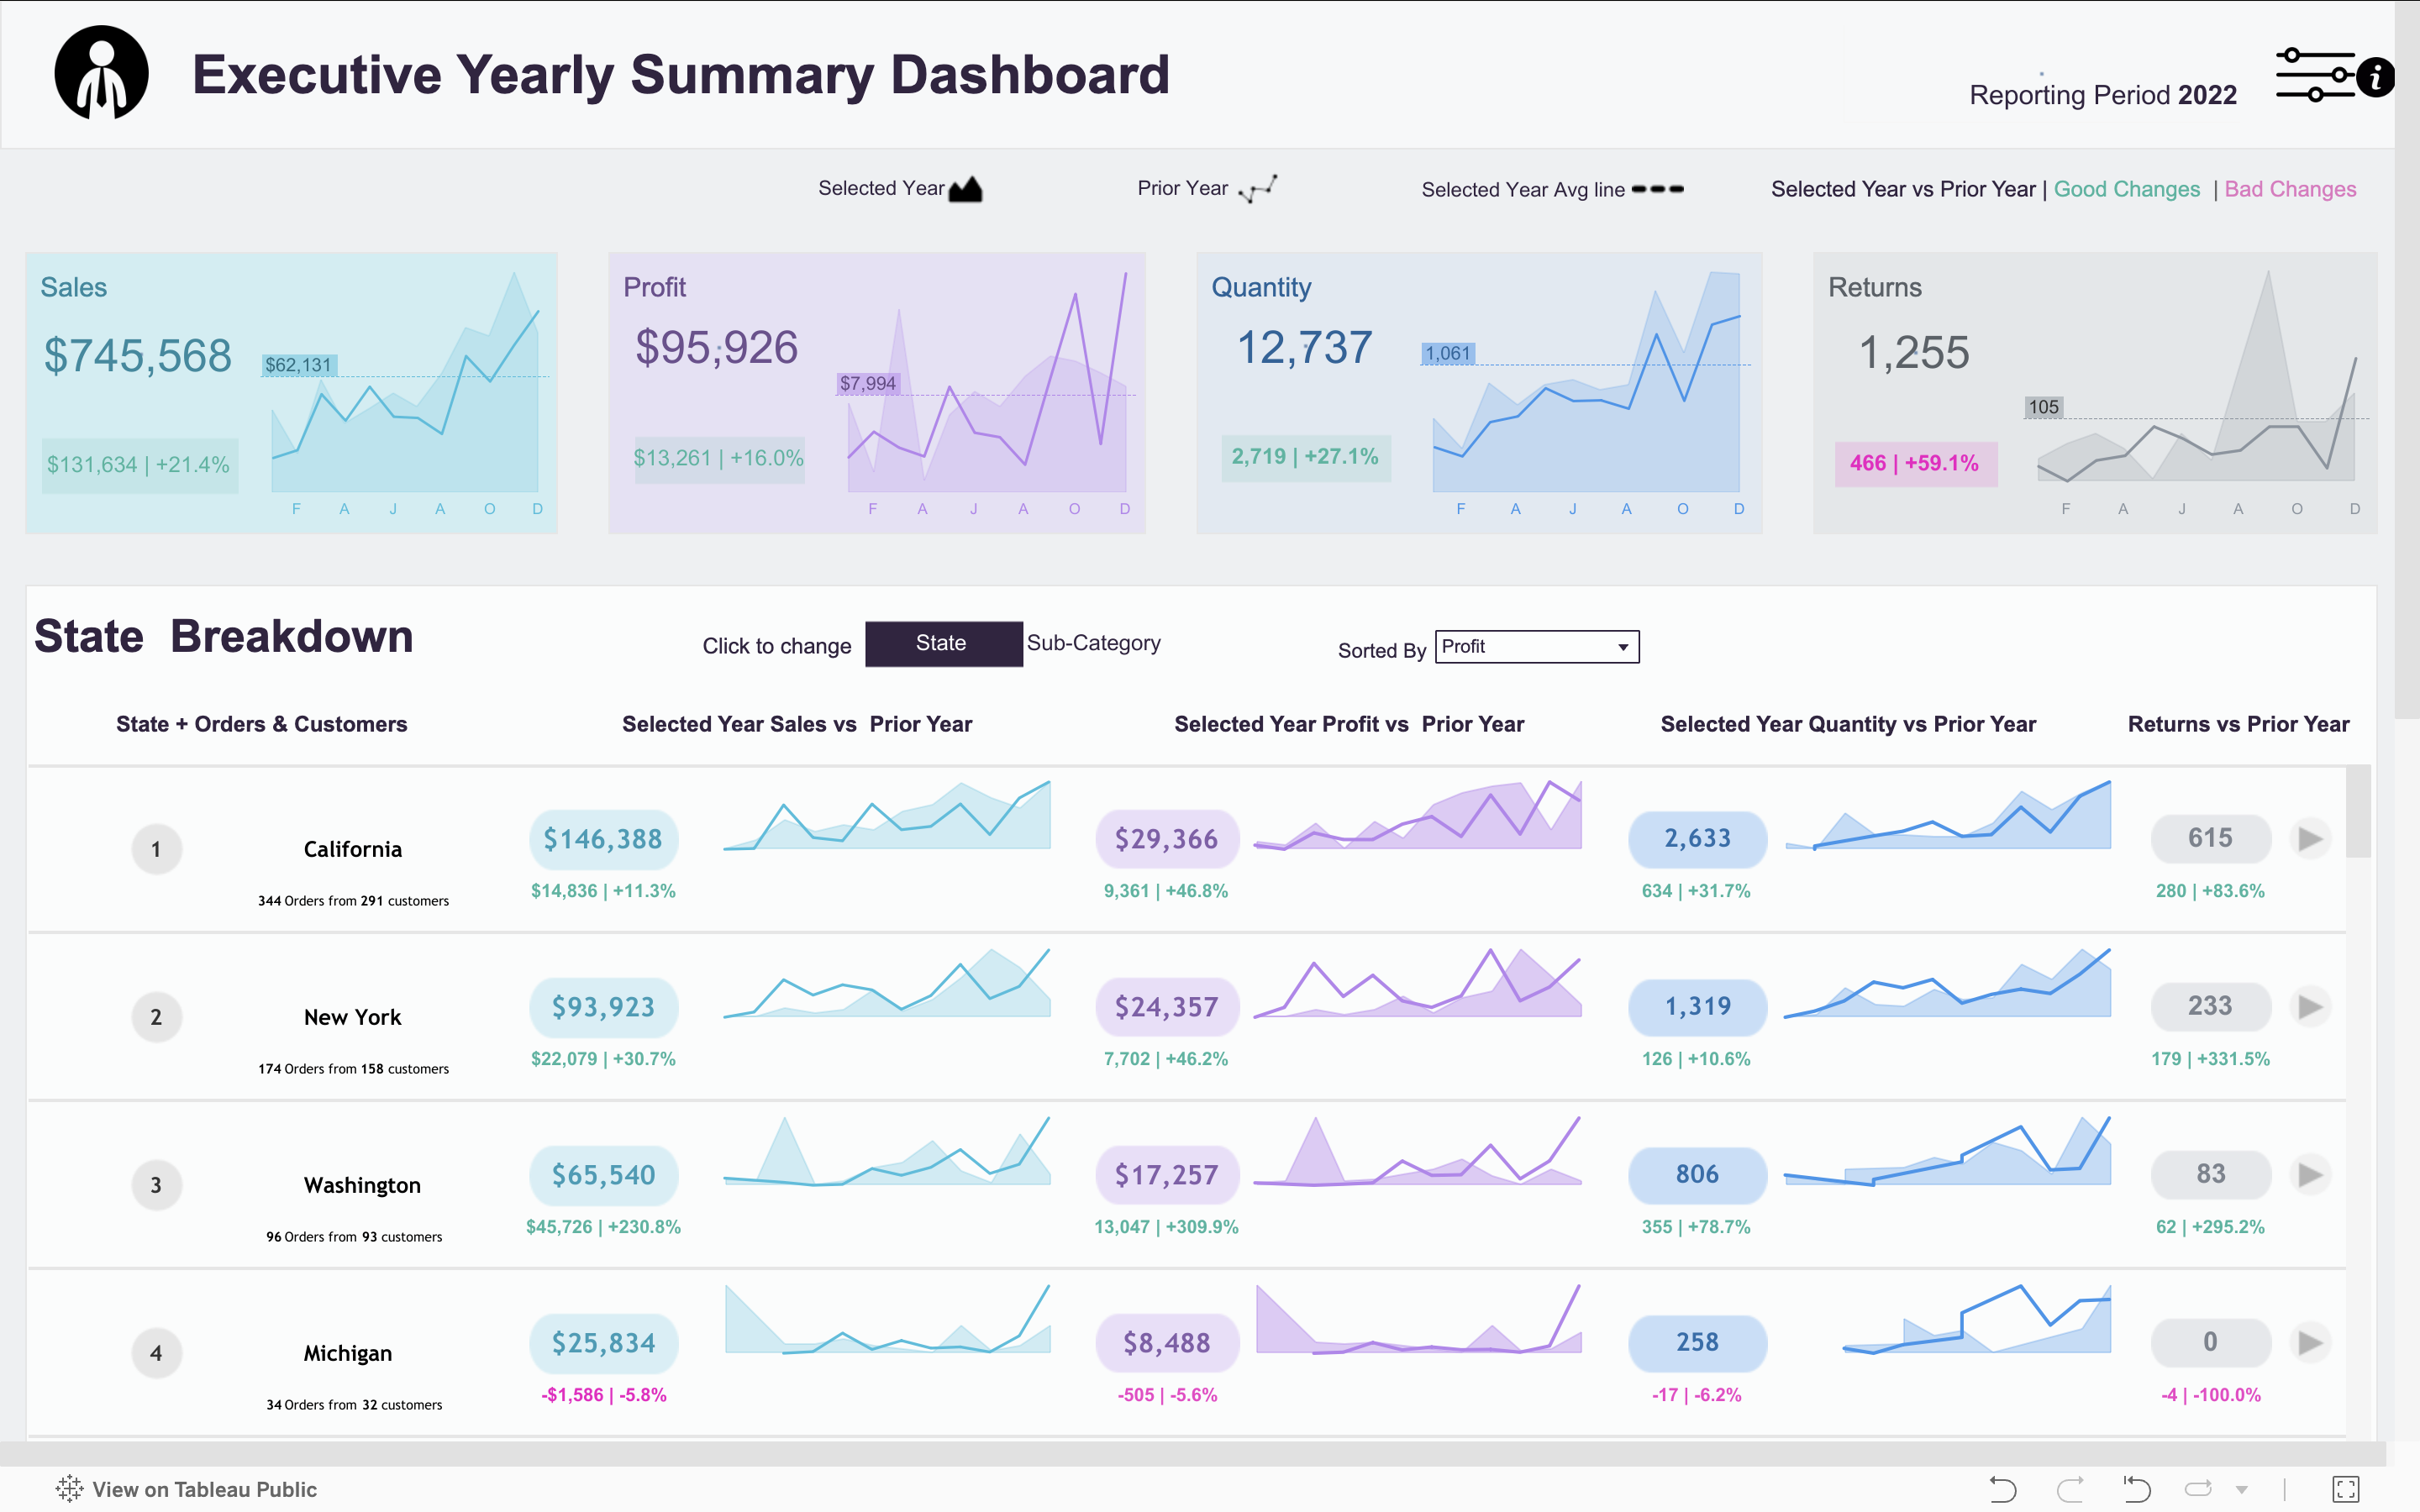 Executive Yearly Summary Dashboard
Reporting Period 2022
i
Selected Year
Prior Year
Selected Year Avg line
Selected Year vs Prior Year | Good Changes | Bad Changes
Sales
$745,568
$62,131
$131,634 | +21.4%
F A J A O D
Profit
$95,926
$7,994
$13,261 | +16.0%
F A J A O D
Quantity
12,737
1,061
2,719 | +27.1%
F A J A O D
Returns
1,255
105
466 | +59.1%
F A J A O D
State Breakdown
Click to change State Sub-Category
Sorted By Profit
State + Orders & Customers
Selected Year Sales vs Prior Year
Selected Year Profit vs Prior Year
Selected Year Quantity vs Prior Year
Returns vs Prior Year
1 California $146,388 $29,366 2,633 615
344 Orders from 291 customers $14,836 | +11.3% 9,361 | +46.8% 634 | +31.7% 280 | +83.6%
2 New York $93,923 $24,357 1,319 233
174 Orders from 158 customers $22,079 | +30.7% 7,702 | +46.2% 126 | +10.6% 179 | +331.5%
3 Washington $65,540 $17,257 806 83
96 Orders from 93 customers $45,726 | +230.8% 13,047 | +309.9% 355 | +78.7% 62 | +295.2%
4 Michigan $25,834 $8,488 258 0
34 Orders from 32 customers -$1,586 | -5.8% -505 | -5.6% -17 | -6.2% -4 | -100.0%
View on Tableau Public